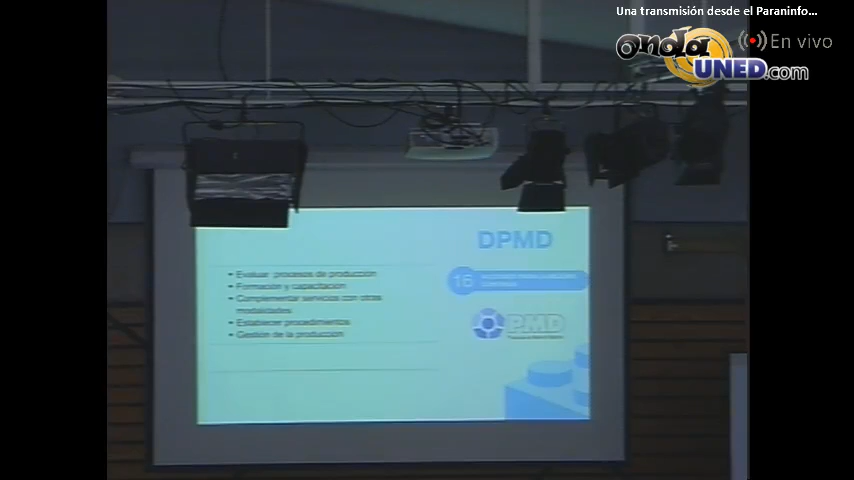 Una transmisión desde el Paraninfo...
onda
UNED.com
En vivo
DPMD
• Evaluar procesos de producción
• Formación y capacitación
• Complementar servicios con otras
modalidades
• Establecer procedimientos
• Gestión de la producción
16
PMD